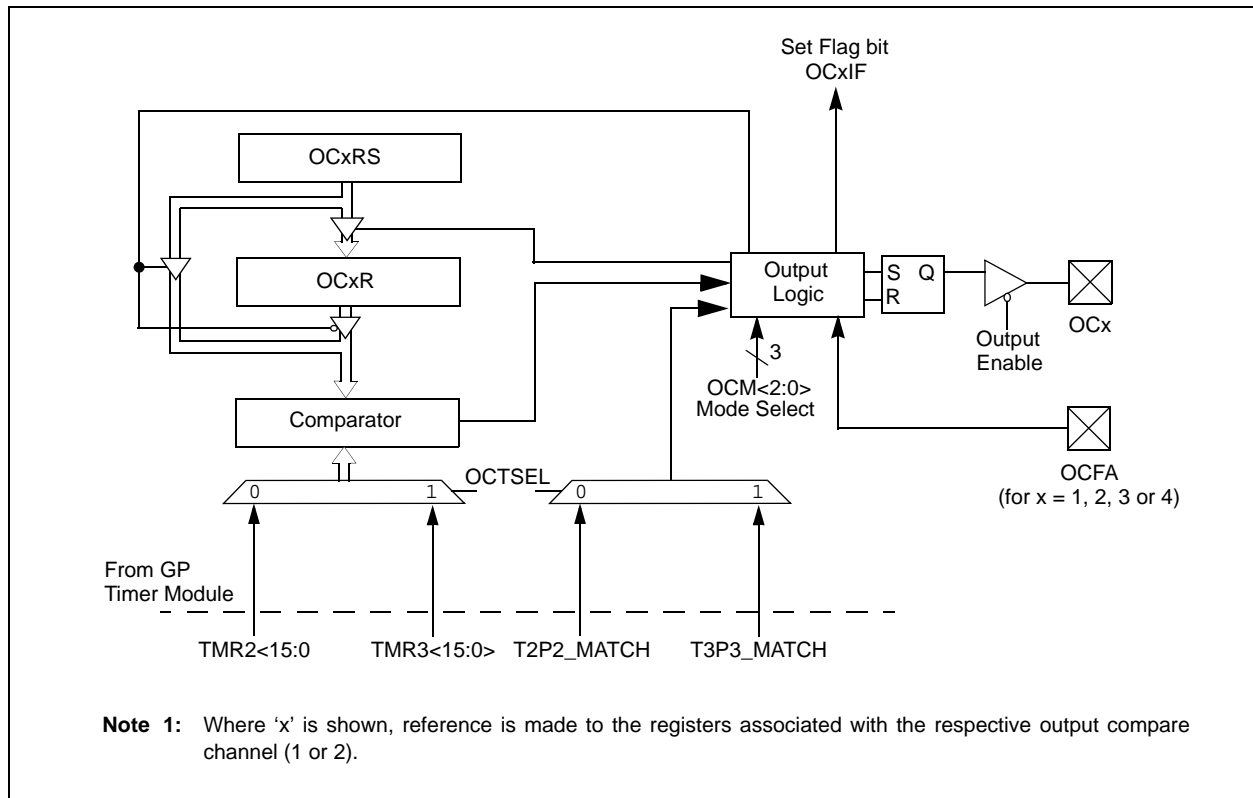 Set Flag bit
OCxIF
OCxRS
OCxR
Output
Logic
S Q
R
OCx
Output
Enable
3
OCM<2:0>
Mode Select
Comparator
OCTSEL
0 1
0 1
OCFA
(for x = 1, 2, 3 or 4)
From GP
Timer Module
TMR2<15:0 TMR3<15:0> T2P2_MATCH T3P3_MATCH
Note 1: Where ‘x’ is shown, reference is made to the registers associated with the respective output compare
channel (1 or 2).